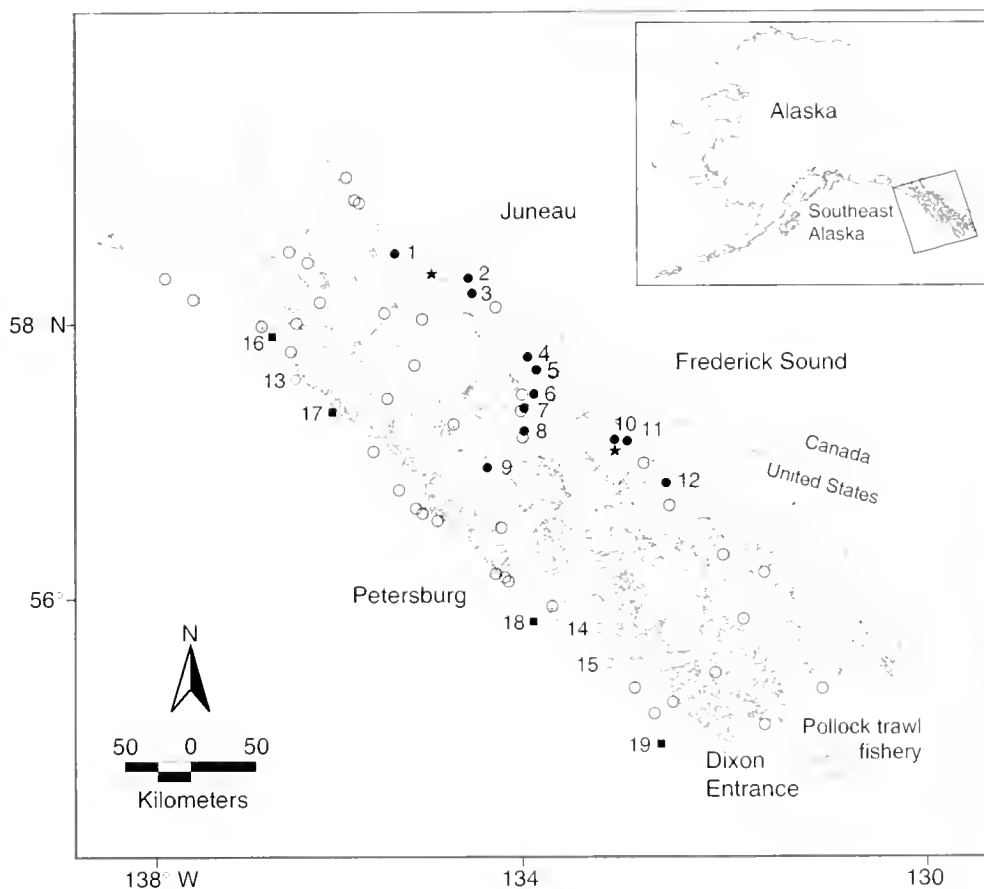 Alaska
Southeast
Alaska
Juneau
1
2
3
58 N
16
4
5
Frederick Sound
13
6
17
7
8
10
11
Canada
United States
9
12
Petersburg
56°
18
14
15
N
19
Pollock trawl
fishery
Dixon
Entrance
50 0 50
Kilometers
138° W
134
130